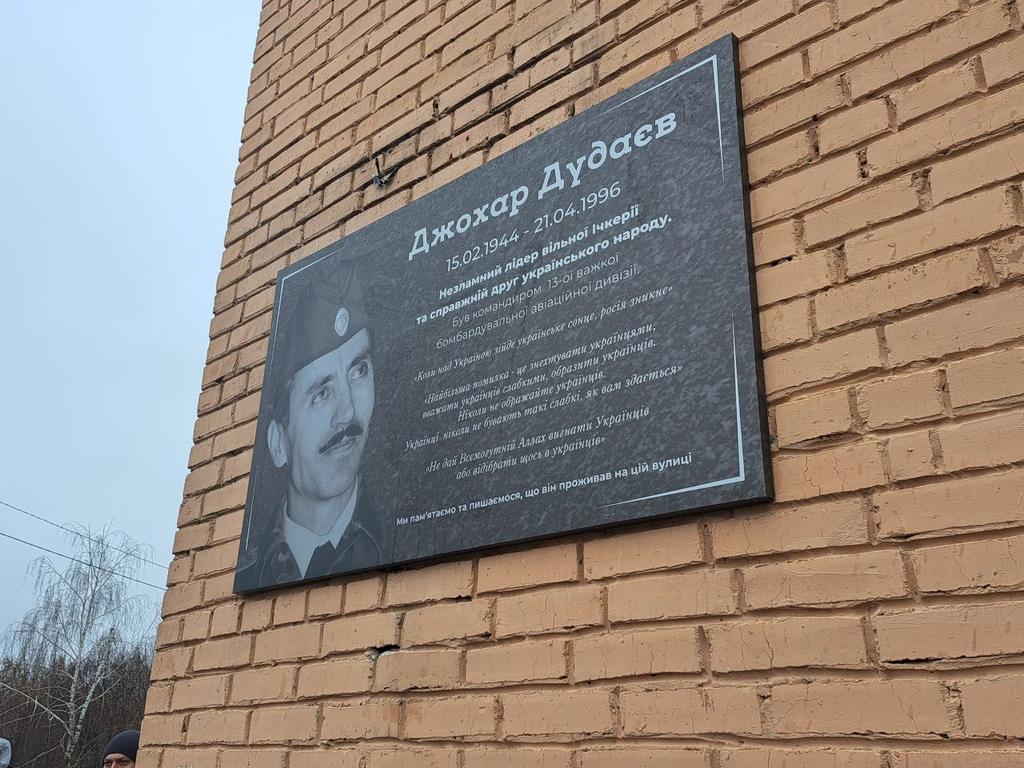 Джохар Дудаєв
15.02.1944 - 21.04.1996
Незламний лідер вільної Ічкерії
та справжній друг українського народу.
Був командиром 13-ої важкої
бомбардувальної авіаційної дивізії.
«Коли над Україною зійде українське сонце, росія зникне»
«Найбільша помилка - це знехтувати українцями,
вважати українців слабкими, образити українців.
Ніколи не ображайте українців.
Українці ніколи не бувають такі слабкі, як вам здається»
«Не дай Всемогутній Аллах вигнати Українців
або відібрати щось в українців»
Ми пам'ятаємо та пишаємося, що він проживав на цій вулиці